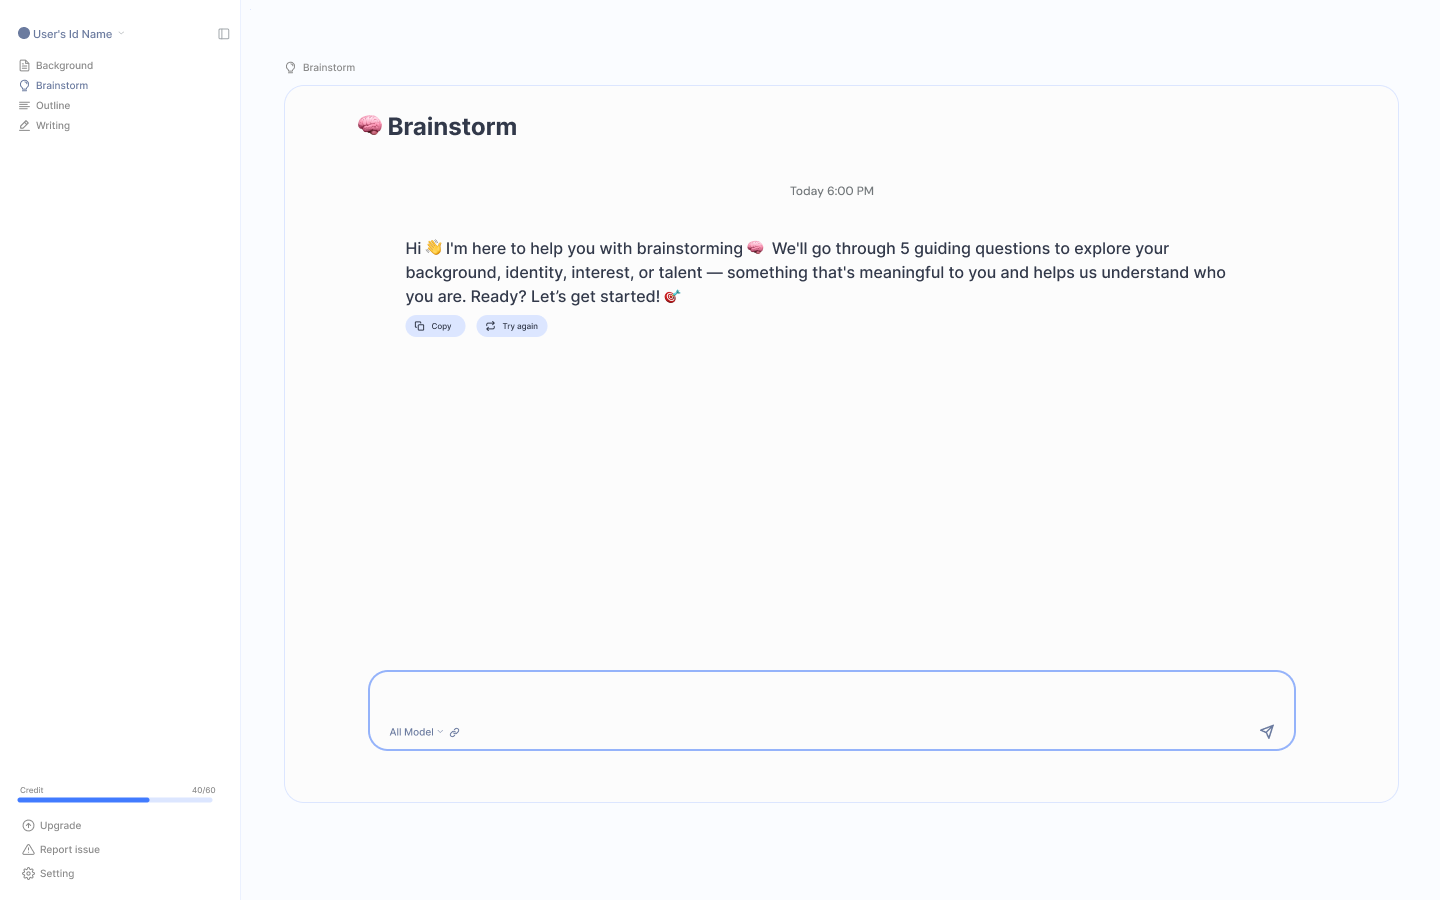 User's Id Name
Background
Brainstorm
Outline
Writing
Brainstorm
🧠 Brainstorm
Today 6:00 PM
Hi 👋 I'm here to help you with brainstorming 🧠 We'll go through 5 guiding questions to explore your
background, identity, interest, or talent — something that's meaningful to you and helps us understand who
you are. Ready? Let’s get started! 🎯
Copy Try again
All Model
Credit 40/60
Upgrade
Report issue
Setting